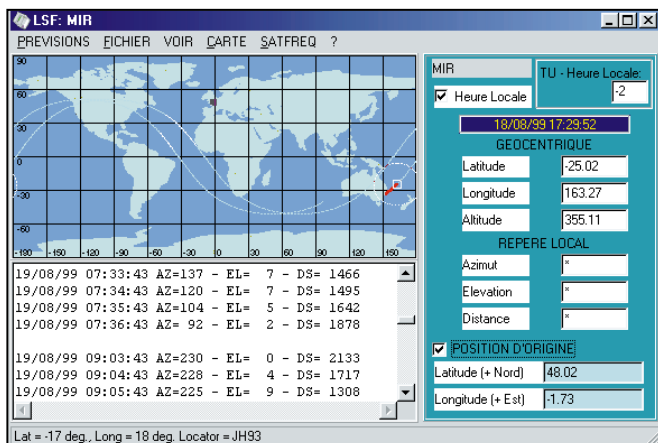 LSF: MIR
PREVISIONS FICHIER VOIR CARTE SATFREQ ?
90
60
30
0
-30
-60
-190 -150 -120 -90 -60 -30 0 30 60 90 120 150
19/08/99 07:33:43 AZ=137 - EL= 7 - DS= 1466
19/08/99 07:34:43 AZ=120 - EL= 7 - DS= 1495
19/08/99 07:35:43 AZ=104 - EL= 5 - DS= 1642
19/08/99 07:36:43 AZ= 92 - EL= 2 - DS= 1878
19/08/99 09:03:43 AZ=230 - EL= 0 - DS= 2133
19/08/99 09:04:43 AZ=228 - EL= 4 - DS= 1717
19/08/99 09:05:43 AZ=225 - EL= 9 - DS= 1308
MIR
TU - Heure Locale:
-2
Heure Locale
18/08/99 17:29:52
GEOCENTRIQUE
Latitude -25.02
Longitude 163.27
Altitude 355.11
REPERE LOCAL
Azimut *
Elevation *
Distance *
POSITION D'ORIGINE
Latitude (+ Nord) 48.02
Longitude (+ Est) -1.73
Lat = -17 deg., Long = 18 deg. Locator = JH93